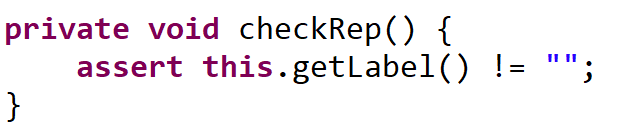 private void checkRep() {
    assert this.getLabel() != "";
}